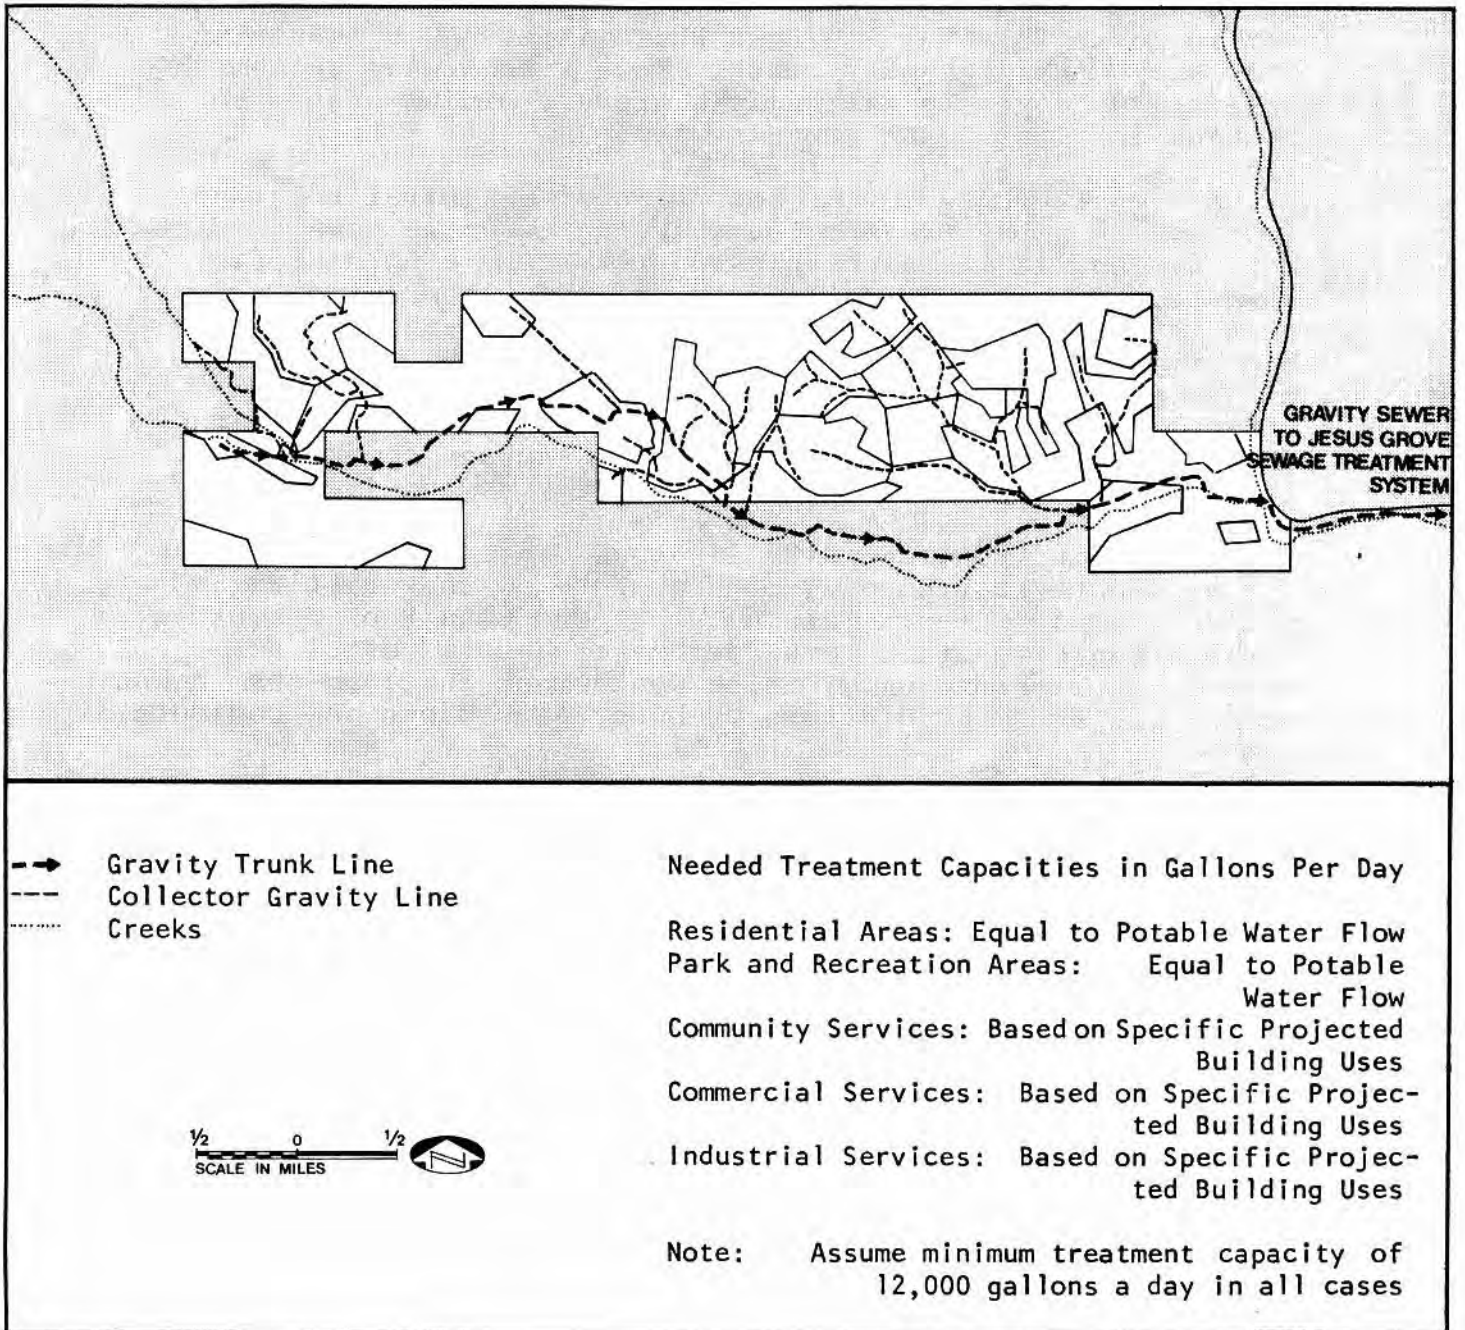 GRAVITY SEWER
TO JESUS GROVE
SEWAGE TREATMENT
SYSTEM
Gravity Trunk Line
Collector Gravity Line
Creeks
½ 0 ½
SCALE IN MILES
N
Needed Treatment Capacities in Gallons Per Day
Residential Areas: Equal to Potable Water Flow
Park and Recreation Areas: Equal to Potable
Water Flow
Community Services: Based on Specific Projected
Building Uses
Commercial Services: Based on Specific Projec-
ted Building Uses
Industrial Services: Based on Specific Projec-
ted Building Uses
Note: Assume minimum treatment capacity of
12,000 gallons a day in all cases